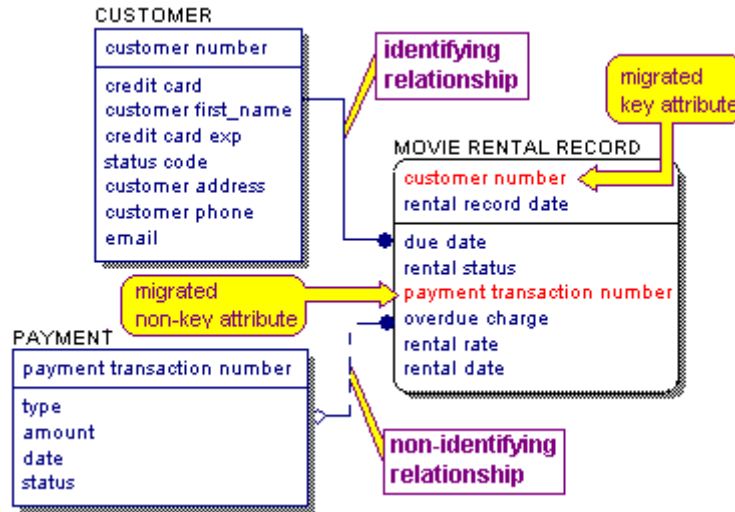 CUSTOMER
customer number
credit card
customer first_name
credit card exp
status code
customer address
customer phone
email
identifying
relationship
migrated
key attribute
MOVIE RENTAL RECORD
customer number
rental record date
due date
rental status
payment transaction number
overdue charge
rental rate
rental date
migrated
non-key attribute
PAYMENT
payment transaction number
type
amount
date
status
non-identifying
relationship